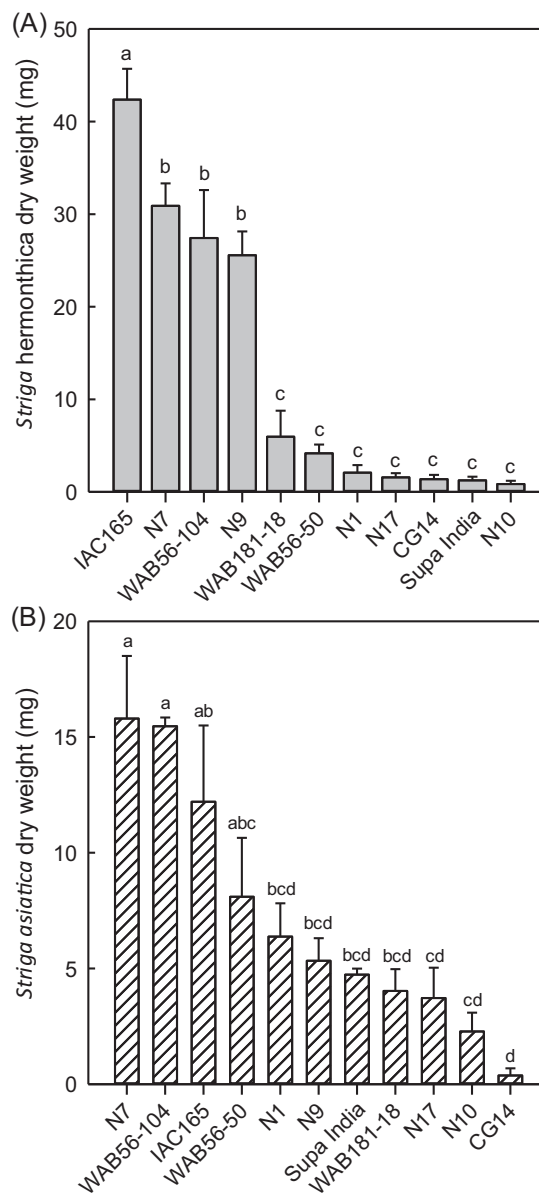 (A)
50
40
30
20
10
0
Striga hermonthica dry weight (mg)
a
b
b
b
c
c
c
c
c
c
c
IAC165
N7
WAB56-104
N9
WAB181-18
WAB56-50
N1
N17
CG14
Supa India
N10
(B)
20
15
10
5
0
Striga asiatica dry weight (mg)
a
a
ab
abc
bcd
bcd
bcd
bcd
cd
cd
d
N7
WAB56-104
IAC165
WAB56-50
N1
N9
Supa India
WAB181-18
N17
N10
CG14